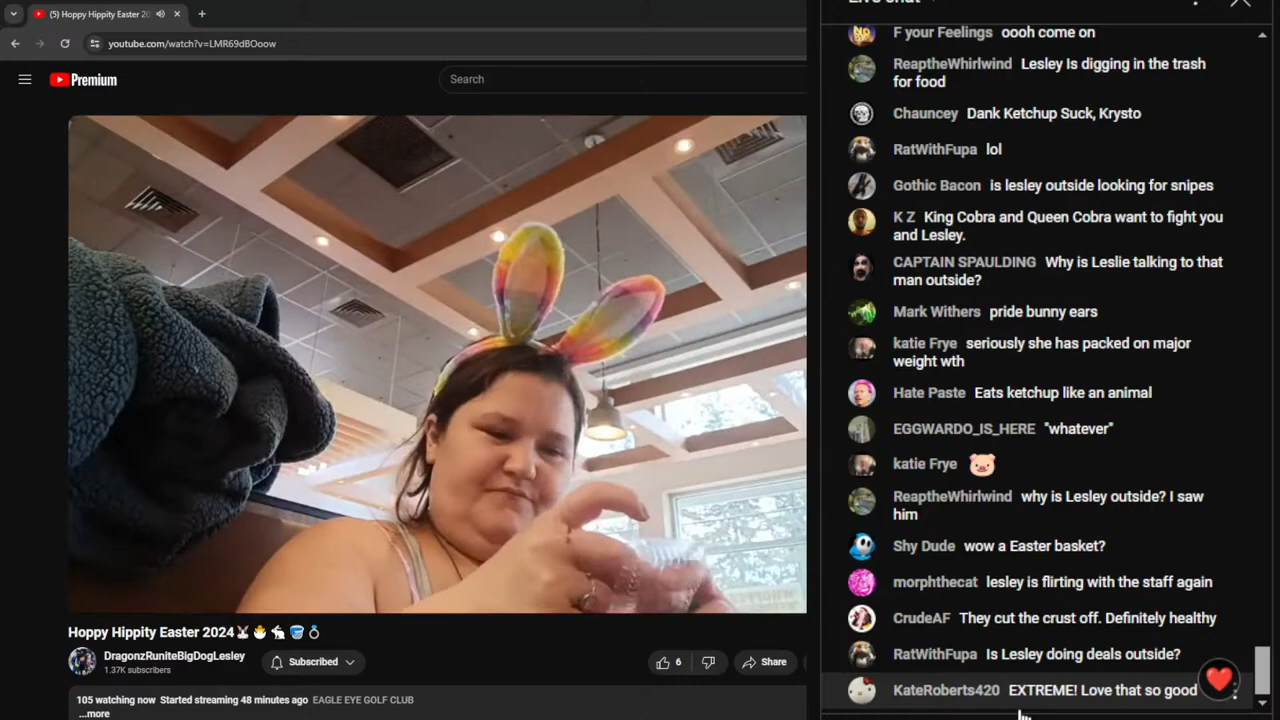 (5) Hoppy Hippity Easter 20
youtube.com/watch?v=LMR69dBOoow
Premium
Search
Hoppy Hippity Easter 2024
DragonzRuniteBigDogLesley
1.37K subscribers
Subscribed
6
Share
105 watching now Started streaming 48 minutes ago EAGLE EYE GOLF CLUB
...more
Live chat
F your Feelings oooh come on
ReaptheWhirlwind Lesley Is digging in the trash
for food
Chauncey Dank Ketchup Suck, Krysto
RatWithFupa lol
Gothic Bacon is lesley outside looking for snipes
K Z King Cobra and Queen Cobra want to fight you
and Lesley.
CAPTAIN SPAULDING Why is Leslie talking to that
man outside?
Mark Withers pride bunny ears
katie Frye seriously she has packed on major
weight wth
Hate Paste Eats ketchup like an animal
EGGWARDO_IS_HERE "whatever"
katie Frye
ReaptheWhirlwind why is Lesley outside? I saw
him
Shy Dude wow a Easter basket?
morphthecat lesley is flirting with the staff again
CrudeAF They cut the crust off. Definitely healthy
RatWithFupa Is Lesley doing deals outside?
KateRoberts420 EXTREME! Love that so good